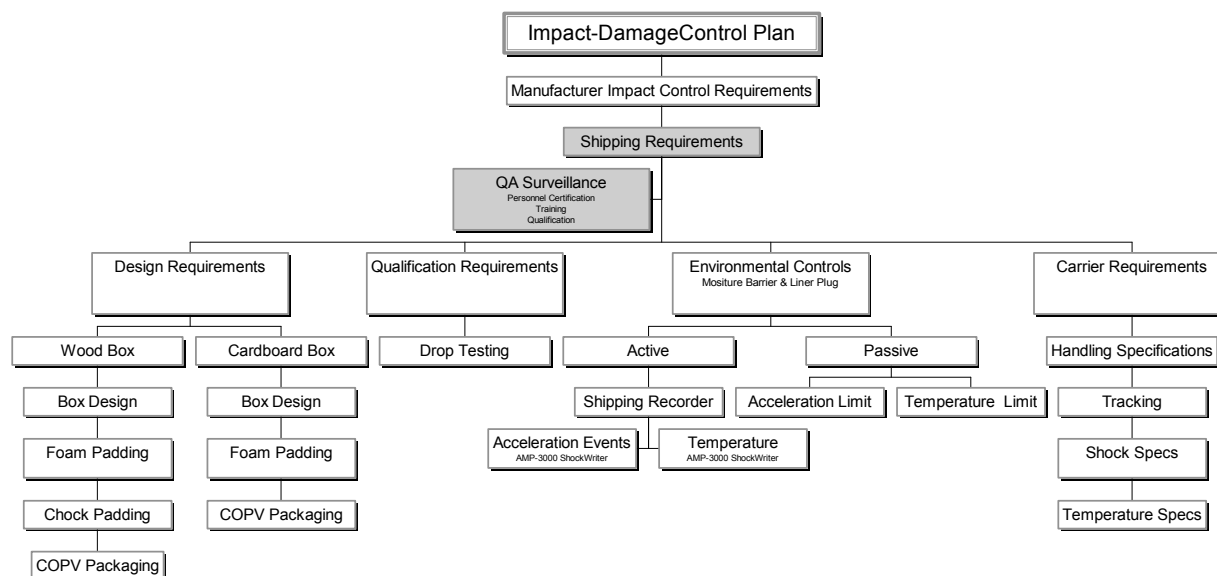 Impact-DamageControl Plan
Manufacturer Impact Control Requirements
Shipping Requirements
QA Surveillance
Personnel Certification
Training
Qualification
Design Requirements
Qualification Requirements
Environmental Controls
Mositure Barrier & Liner Plug
Carrier Requirements
Wood Box
Cardboard Box
Drop Testing
Active
Passive
Handling Specifications
Box Design
Box Design
Shipping Recorder
Acceleration Limit
Temperature Limit
Tracking
Foam Padding
Foam Padding
Acceleration Events
AMP-3000 ShockWriter
Temperature
AMP-3000 ShockWriter
Shock Specs
Chock Padding
COPV Packaging
Temperature Specs
COPV Packaging